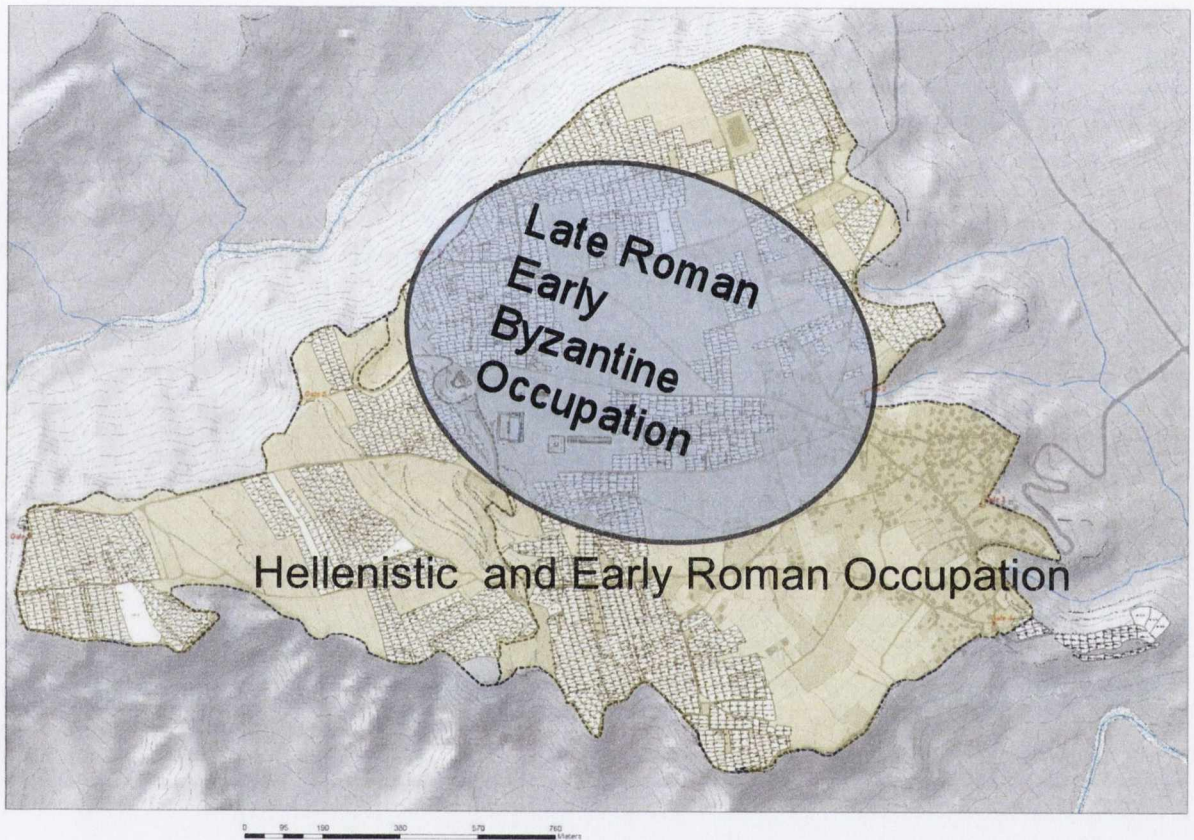 Late Roman
Early
Byzantine
Occupation
Hellenistic and Early Roman Occupation
0 95 190 380 570 760
Meters